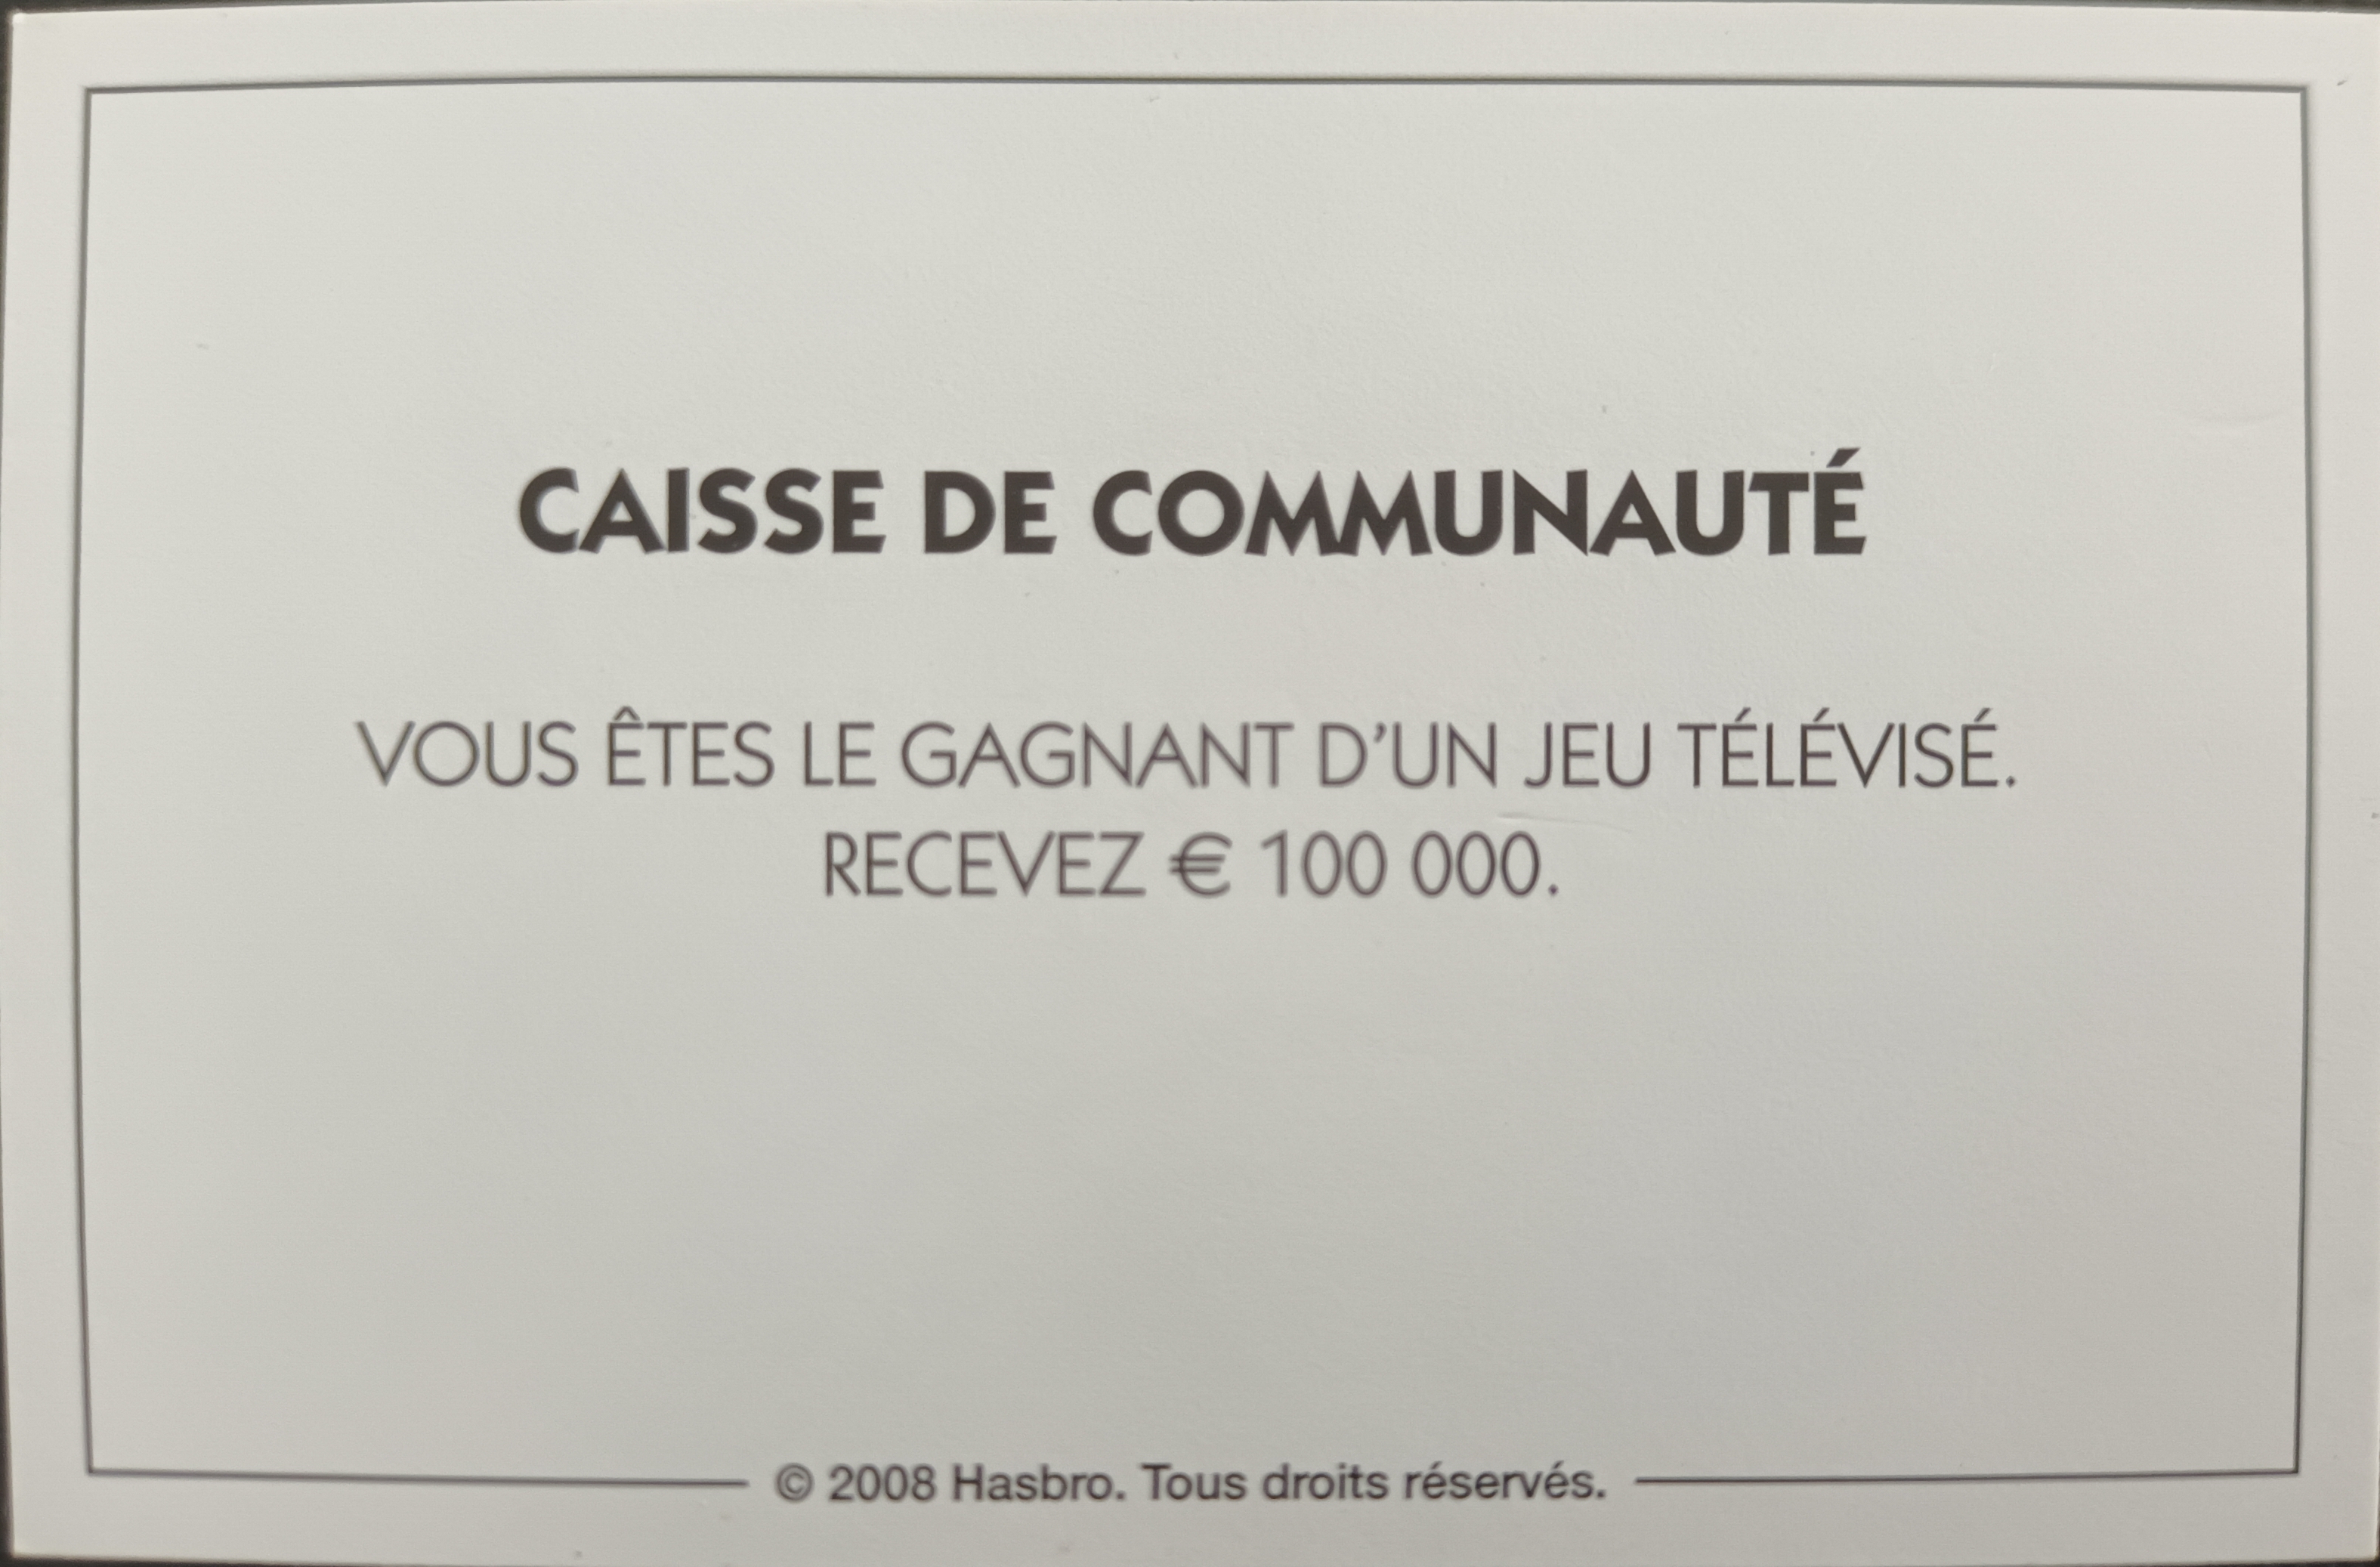 CAISSE DE COMMUNAUTÉ
VOUS ÊTES LE GAGNANT D'UN JEU TÉLÉVISÉ.
RECEVEZ € 100 000.
© 2008 Hasbro. Tous droits réservés.